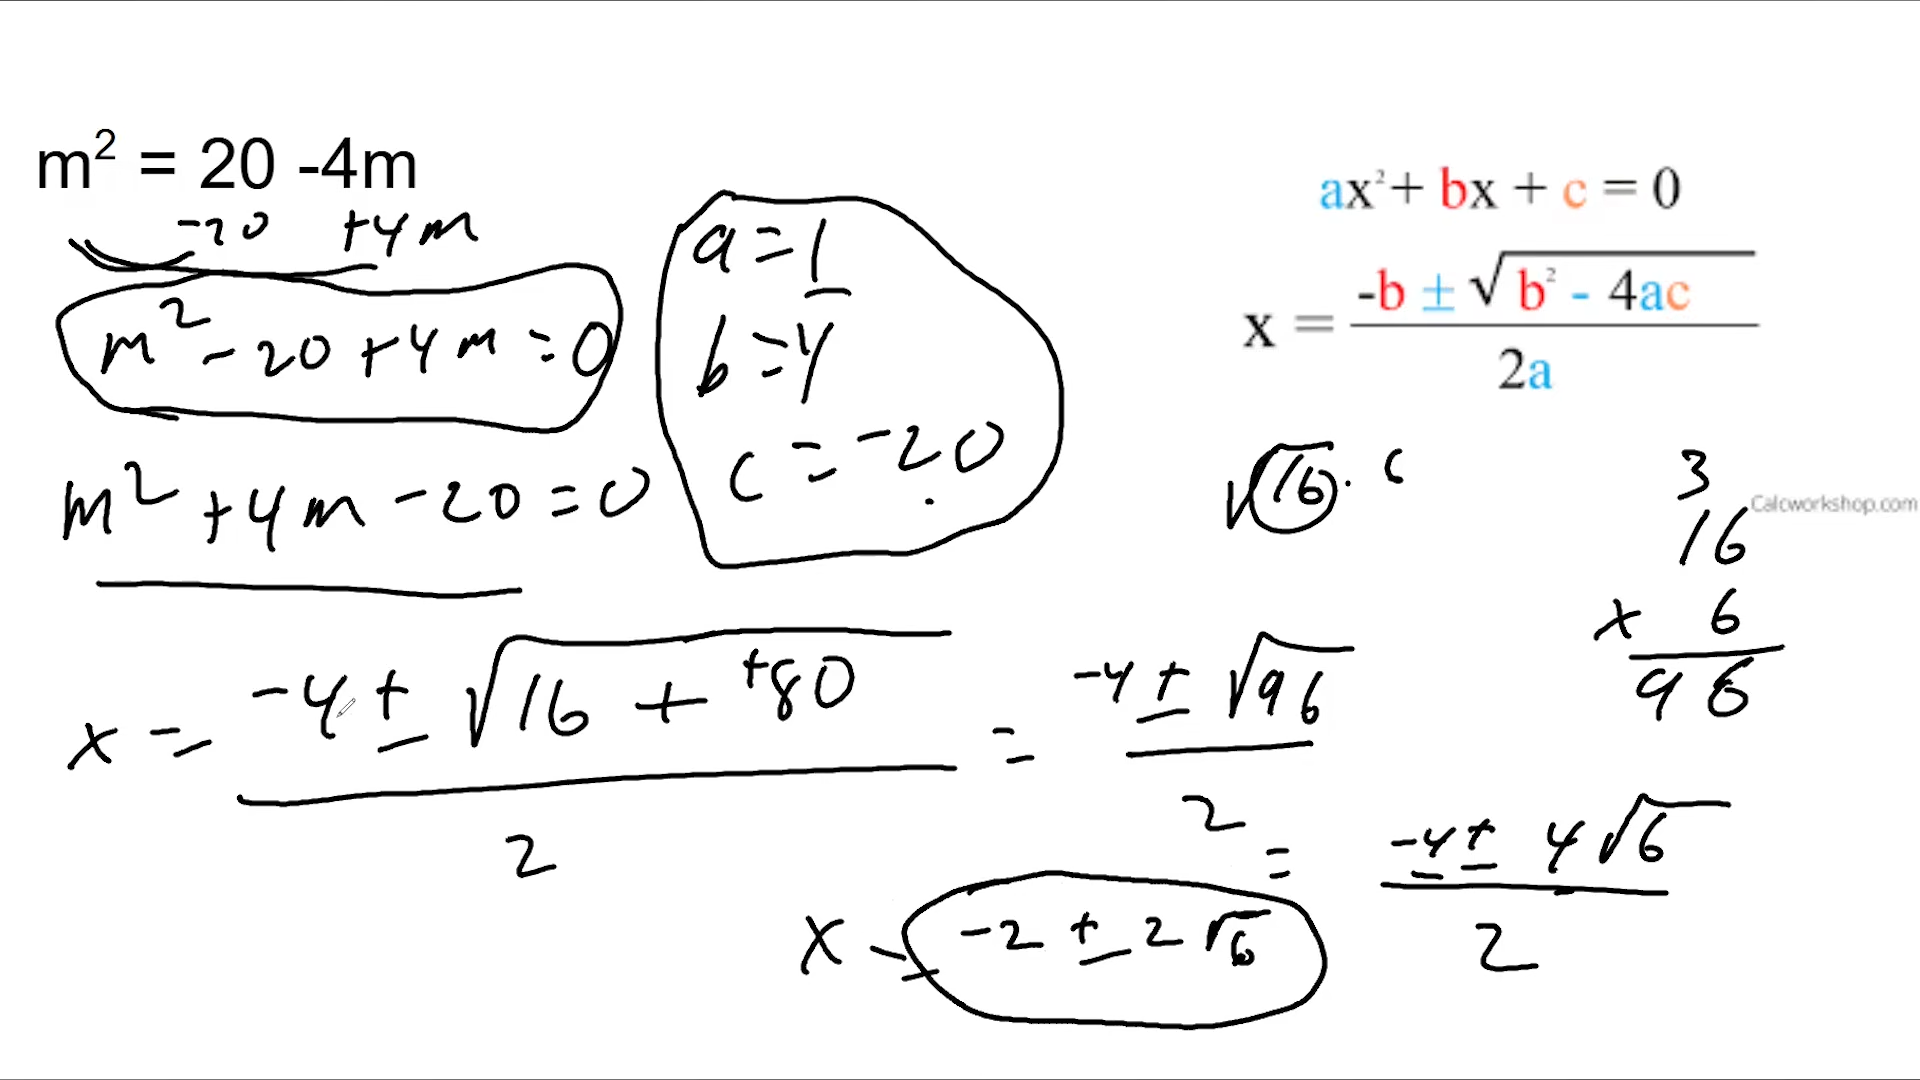 m² = 20 -4m
-20 +4m
m² - 20 + 4m = 0
m² + 4m - 20 = 0
a = 1
b = 4
c = -20
ax² + bx + c = 0
x = -b ± √b² - 4ac
2a
Calcworkshop.com
√16 · 6
3
16
x 6
96
x = -4 ± √16 + +80
2
= -4 ± √96
2
= -4 ± 4√6
2
x = -2 ± 2√6